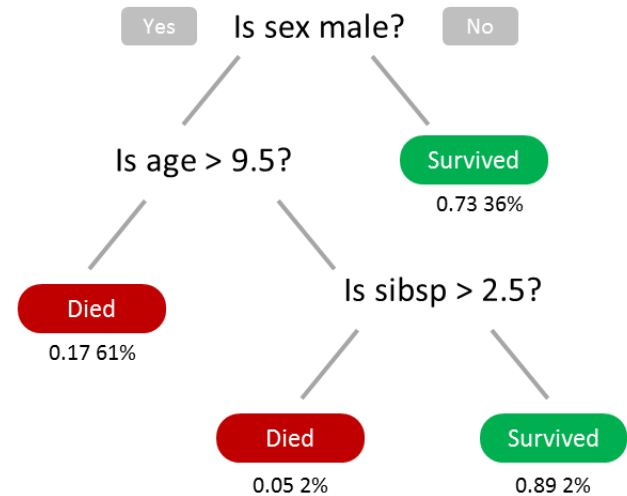 Yes
Is sex male?
No
Is age > 9.5?
Survived
0.73 36%
Died
0.17 61%
Is sibsp > 2.5?
Died
0.05 2%
Survived
0.89 2%